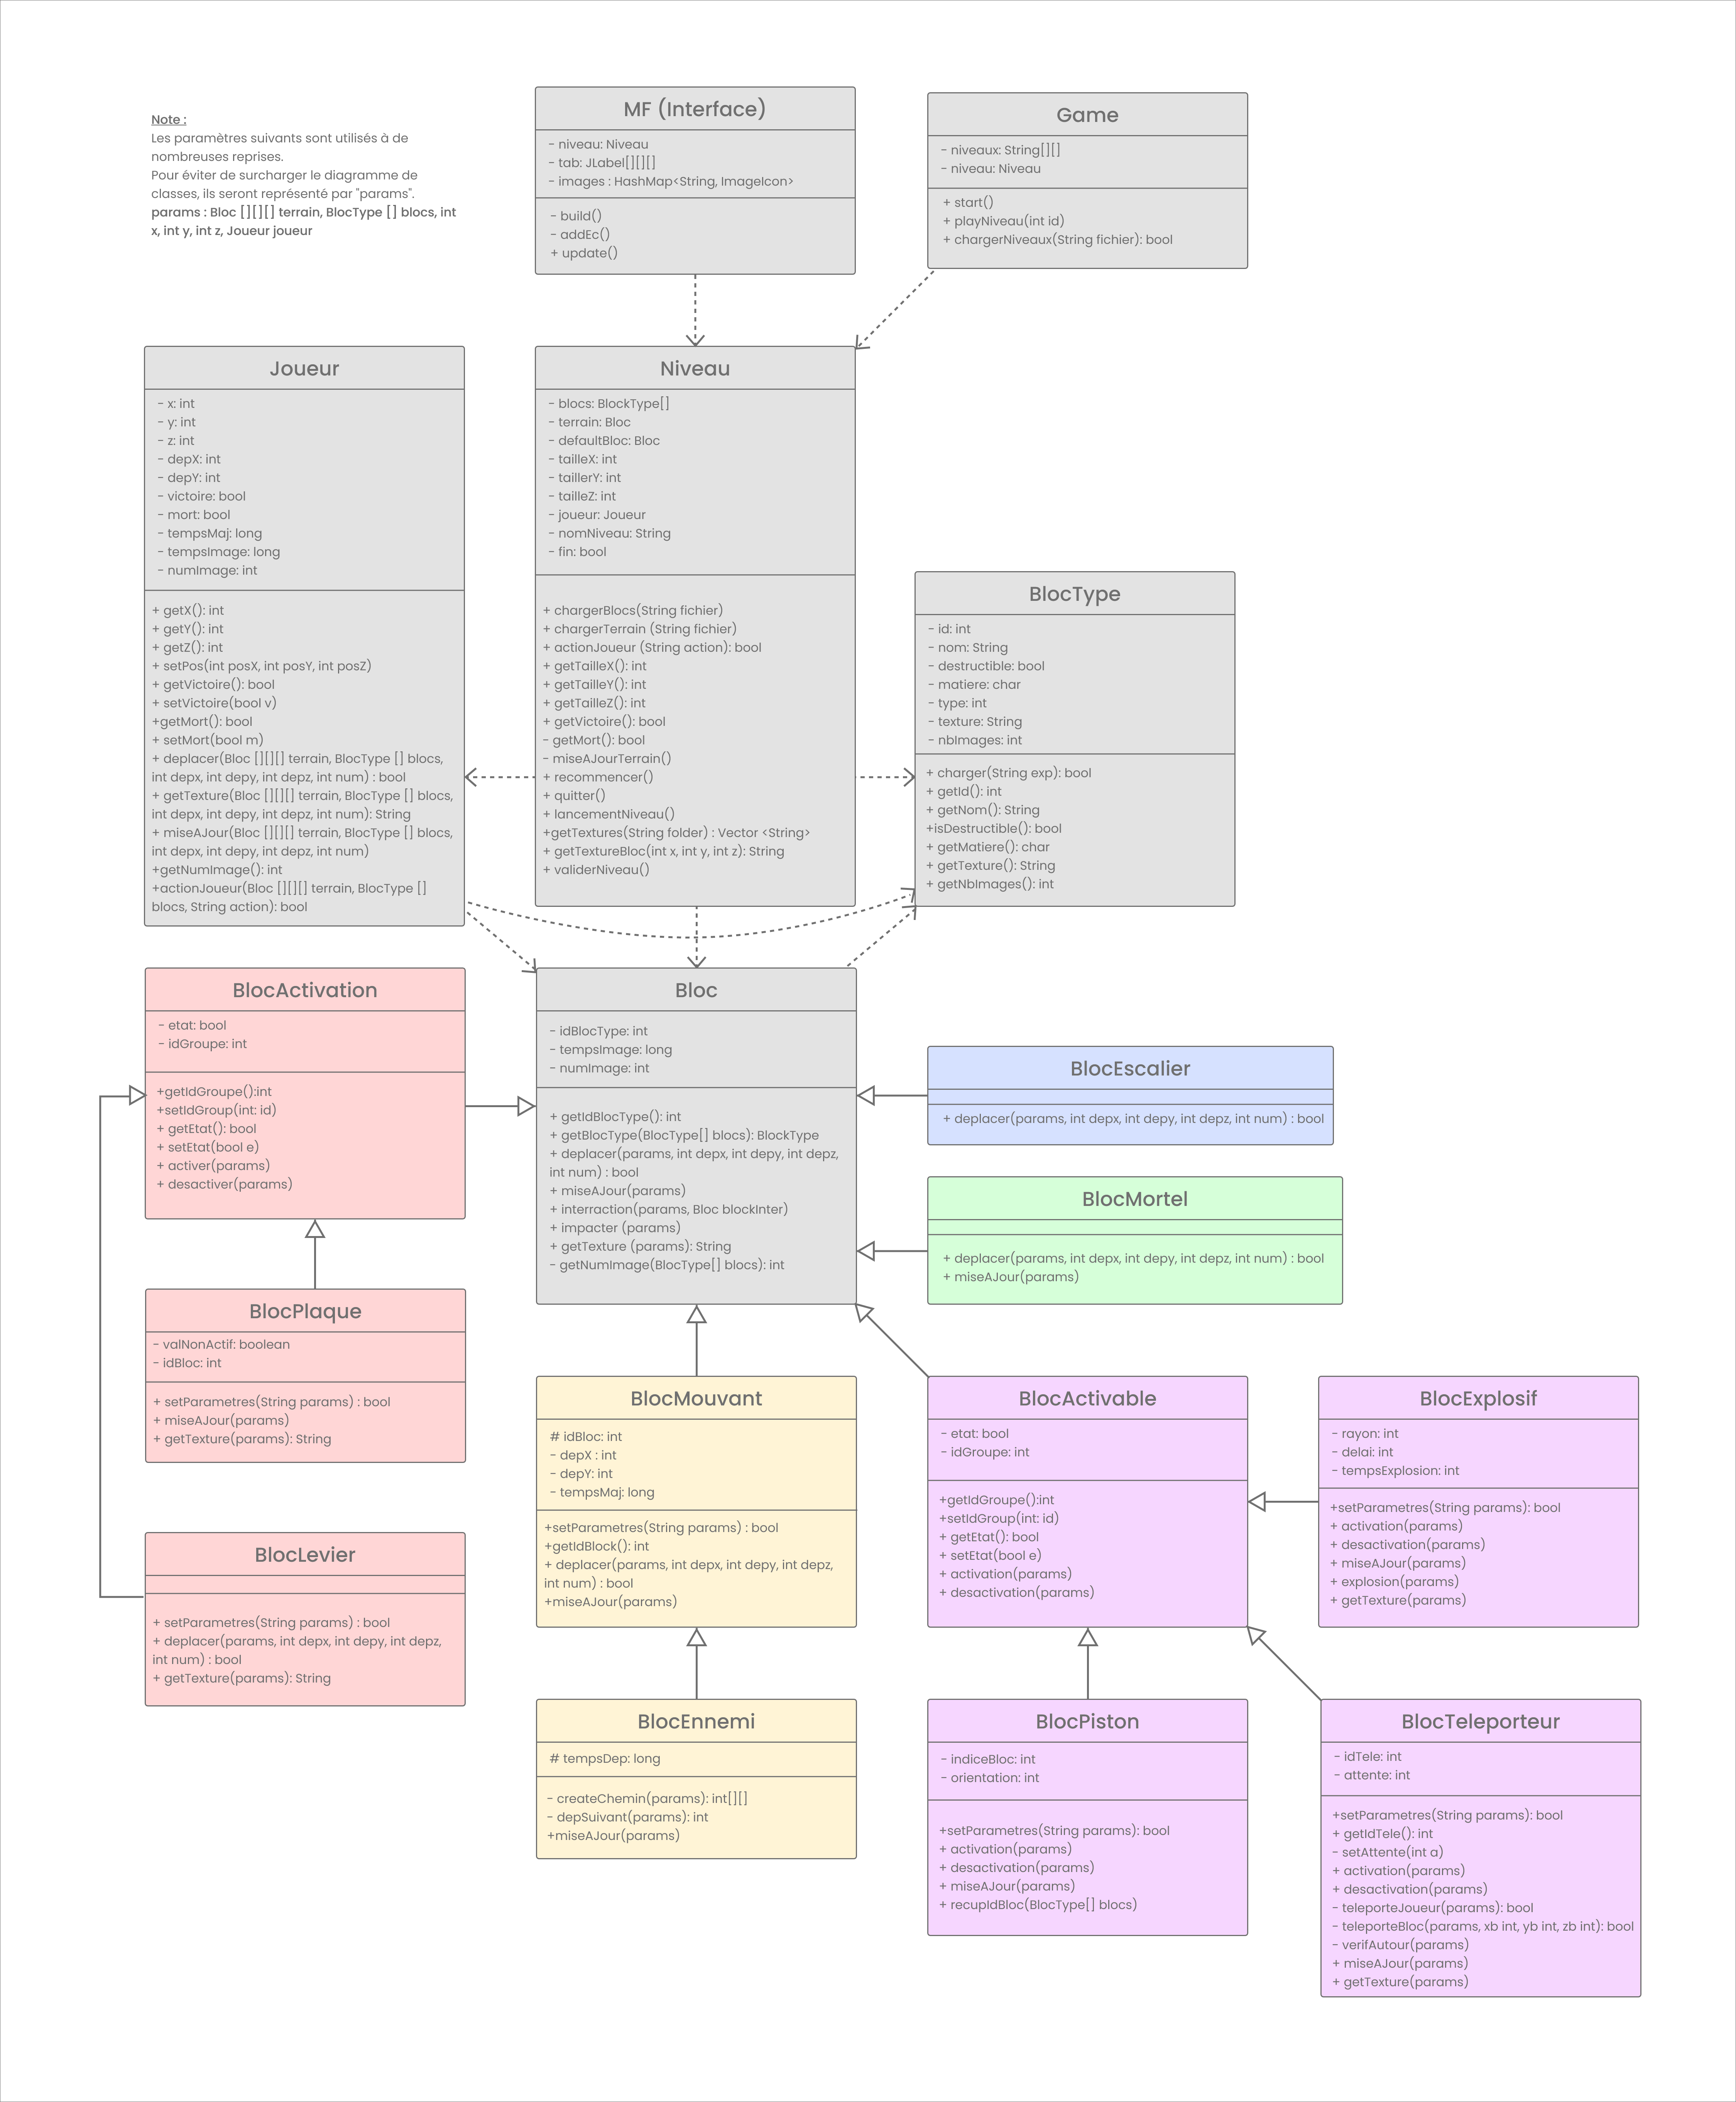 Note :
Les paramètres suivants sont utilisés à de
nombreuses reprises.
Pour éviter de surcharger le diagramme de
classes, ils seront représenté par "params".
params : Bloc [][][] terrain, BlocType [] blocs, int
x, int y, int z, Joueur joueur
MF (Interface)
- niveau: Niveau
- tab: JLabel[][][]
- images : HashMap<String, ImageIcon>
- build()
- addEc()
+ update()
Game
- niveaux: String[][]
- niveau: Niveau
+ start()
+ playNiveau(int id)
+ chargerNiveaux(String fichier): bool
Joueur
- x: int
- y: int
- z: int
- depX: int
- depY: int
- victoire: bool
- mort: bool
- tempsMaj: long
- tempsImage: long
- numImage: int
+ getX(): int
+ getY(): int
+ getZ(): int
+ setPos(int posX, int posY, int posZ)
+ getVictoire(): bool
+ setVictoire(bool v)
+getMort(): bool
+ setMort(bool m)
+ deplacer(Bloc [][][] terrain, BlocType [] blocs,
int depx, int depy, int depz, int num) : bool
+ getTexture(Bloc [][][] terrain, BlocType [] blocs,
int depx, int depy, int depz, int num): String
+ miseAJour(Bloc [][][] terrain, BlocType [] blocs,
int depx, int depy, int depz, int num)
+getNumImage(): int
+actionJoueur(Bloc [][][] terrain, BlocType []
blocs, String action): bool
Niveau
- blocs: BlockType[]
- terrain: Bloc
- defaultBloc: Bloc
- tailleX: int
- taillerY: int
- tailleZ: int
- joueur: Joueur
- nomNiveau: String
- fin: bool
+ chargerBlocs(String fichier)
+ chargerTerrain (String fichier)
+ actionJoueur (String action): bool
+ getTailleX(): int
+ getTailleY(): int
+ getTailleZ(): int
+ getVictoire(): bool
- getMort(): bool
- miseAJourTerrain()
+ recommencer()
+ quitter()
+ lancementNiveau()
+getTextures(String folder) : Vector <String>
+ getTextureBloc(int x, int y, int z): String
+ validerNiveau()
BlocType
- id: int
- nom: String
- destructible: bool
- matiere: char
- type: int
- texture: String
- nbImages: int
+ charger(String exp): bool
+ getId(): int
+ getNom(): String
+isDestructible(): bool
+ getMatiere(): char
+ getTexture(): String
+ getNbImages(): int
BlocActivation
- etat: bool
- idGroupe: int
+getIdGroupe():int
+setIdGroup(int: id)
+ getEtat(): bool
+ setEtat(bool e)
+ activer(params)
+ desactiver(params)
Bloc
- idBlocType: int
- tempsImage: long
- numImage: int
+ getIdBlocType(): int
+ getBlocType(BlocType[] blocs): BlockType
+ deplacer(params, int depx, int depy, int depz,
int num) : bool
+ miseAJour(params)
+ interraction(params, Bloc blockInter)
+ impacter (params)
+ getTexture (params): String
- getNumImage(BlocType[] blocs): int
BlocEscalier
+ deplacer(params, int depx, int depy, int depz, int num) : bool
BlocMortel
+ deplacer(params, int depx, int depy, int depz, int num) : bool
+ miseAJour(params)
BlocPlaque
- valNonActif: boolean
- idBloc: int
+ setParametres(String params) : bool
+ miseAJour(params)
+ getTexture(params): String
BlocMouvant
# idBloc: int
- depX : int
- depY: int
- tempsMaj: long
+setParametres(String params) : bool
+getIdBlock(): int
+ deplacer(params, int depx, int depy, int depz,
int num) : bool
+miseAJour(params)
BlocActivable
- etat: bool
- idGroupe: int
+getIdGroupe():int
+setIdGroup(int: id)
+ getEtat(): bool
+ setEtat(bool e)
+ activation(params)
+ desactivation(params)
BlocExplosif
- rayon: int
- delai: int
- tempsExplosion: int
+setParametres(String params): bool
+ activation(params)
+ desactivation(params)
+ miseAJour(params)
+ explosion(params)
+ getTexture(params)
BlocLevier
+ setParametres(String params) : bool
+ deplacer(params, int depx, int depy, int depz,
int num) : bool
+ getTexture(params): String
BlocEnnemi
# tempsDep: long
- createChemin(params): int[][]
- depSuivant(params): int
+miseAJour(params)
BlocPiston
- indiceBloc: int
- orientation: int
+setParametres(String params): bool
+ activation(params)
+ desactivation(params)
+ miseAJour(params)
+ recupIdBloc(BlocType[] blocs)
BlocTeleporteur
- idTele: int
- attente: int
+setParametres(String params): bool
+ getIdTele(): int
- setAttente(int a)
+ activation(params)
+ desactivation(params)
- teleporteJoueur(params): bool
- teleporteBloc(params, xb int, yb int, zb int): bool
- verifAutour(params)
+ miseAJour(params)
+ getTexture(params)